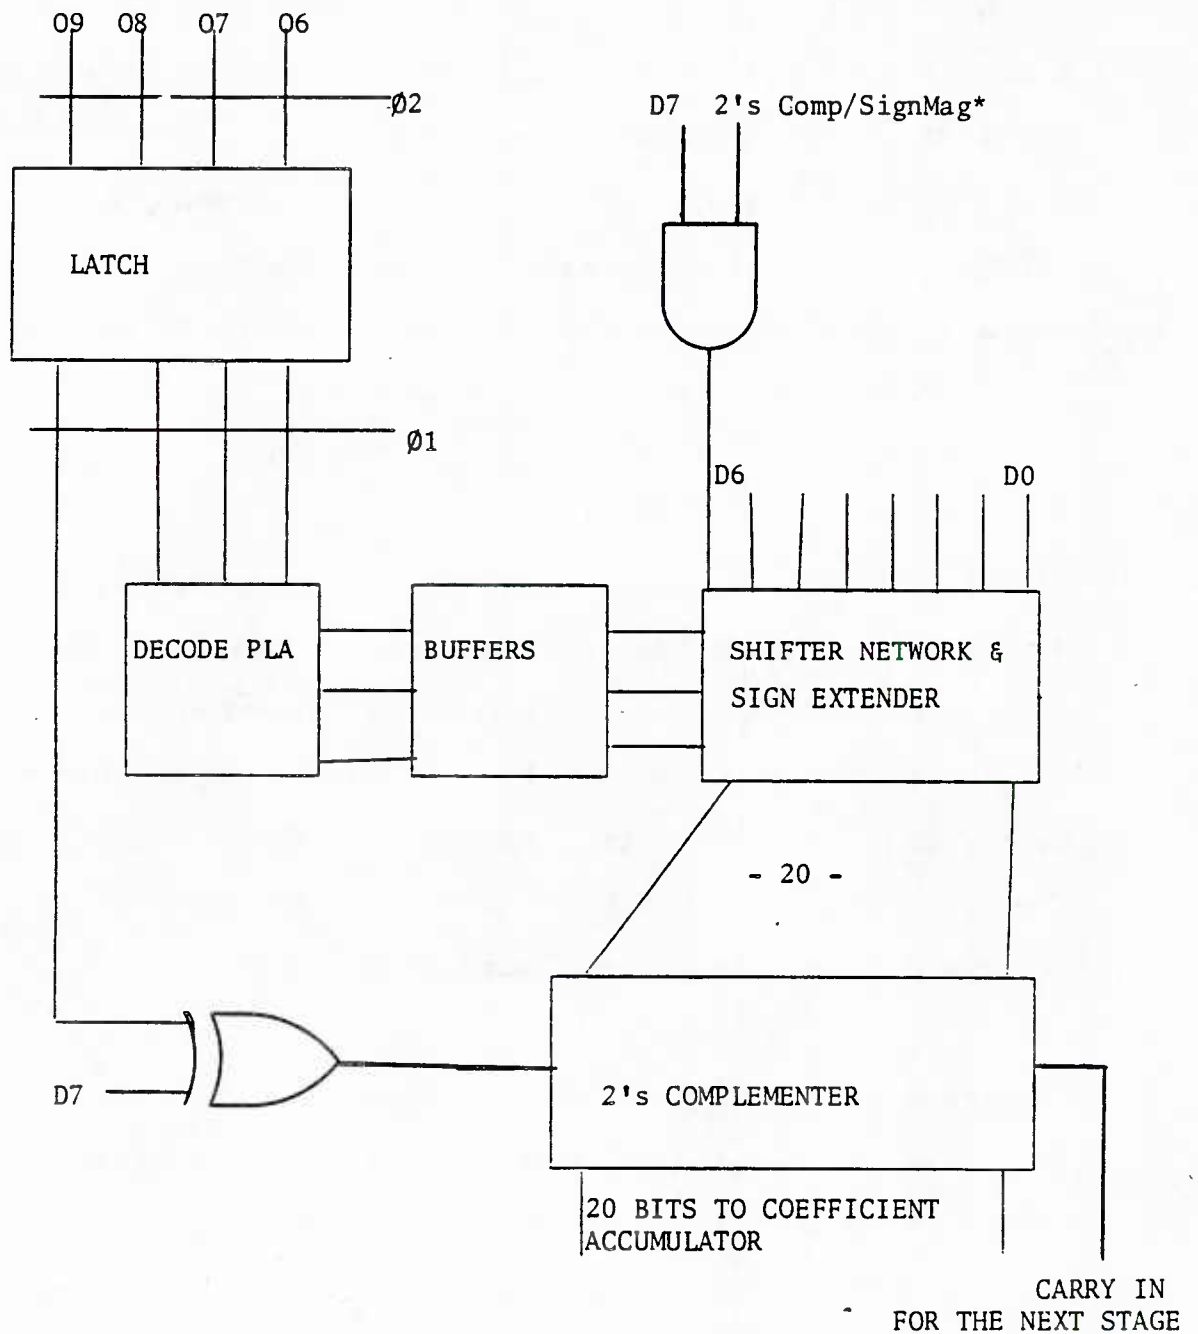 O9 O8 O7 O6
Ø2
D7 2's Comp/SignMag*
LATCH
Ø1
D6 D0
DECODE PLA
BUFFERS
SHIFTER NETWORK &
SIGN EXTENDER
- 20 -
D7
2's COMPLEMENTER
20 BITS TO COEFFICIENT
ACCUMULATOR
CARRY IN
FOR THE NEXT STAGE